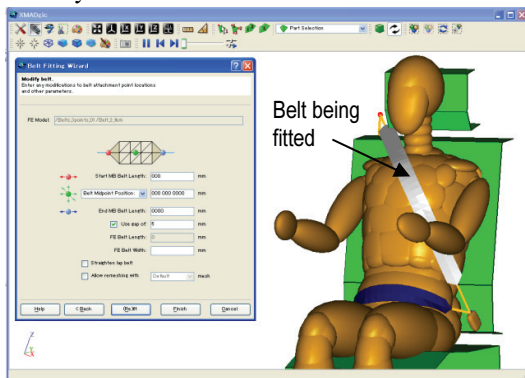 XMADgic
Part Selection
Belt Fitting Wizard
Modify belt.
Enter any modifications to belt attachment point locations
and other parameters.
FE Model:
Start MB Belt Length: 000 mm
Belt Midpoint Position: 000 000 0000 mm
End MB Belt Length: 0000 mm
Use gap of: 5 mm
FE Belt Length: 0 mm
FE Belt Width: mm
Straighten lap belt
Allow remeshing with Default mesh
Help
< Back
Finish
Cancel
Belt being
fitted
Z
X